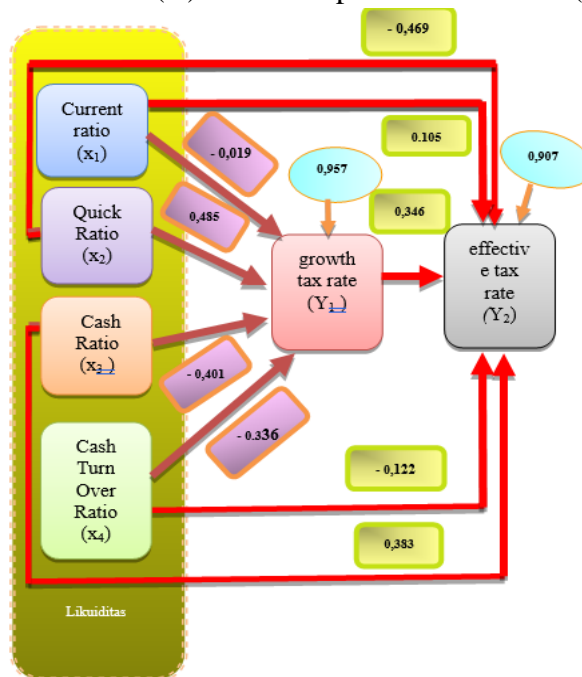 - 0,469
Current
ratio
(x₁)
- 0,019
0.105
0,957
0,907
0,485
0,346
Quick
Ratio
(x₂)
growth
tax rate
(Y₁ )
effectiv
e tax
rate
(Y₂)
Cash
Ratio
(x₃ )
- 0,401
- 0.336
Cash
Turn
Over
Ratio
(x₄)
- 0,122
0,383
Likuiditas